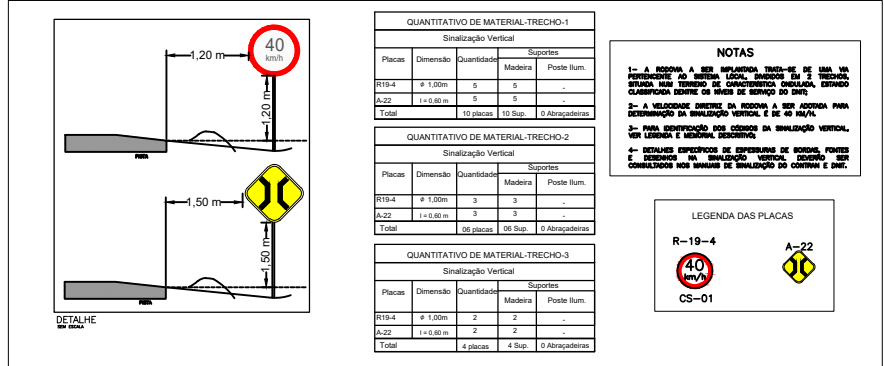 40
km/h
1,20 m
1,20 m
PISTA
1,50 m
1,50 m
PISTA
DETALHE
SEM ESCALA
QUANTITATIVO DE MATERIAL-TRECHO-1
Sinalização Vertical
Placas Dimensão Quantidade Suportes
Madeira Poste Ilum.
R19-4 ϕ 1,00m 5 5 -
A-22 l = 0,60 m 5 5 -
Total 10 placas 10 Sup. 0 Abraçadeiras
QUANTITATIVO DE MATERIAL-TRECHO-2
Sinalização Vertical
Placas Dimensão Quantidade Suportes
Madeira Poste Ilum.
R19-4 ϕ 1,00m 3 3 -
A-22 l = 0,60 m 3 3 -
Total 06 placas 06 Sup. 0 Abraçadeiras
QUANTITATIVO DE MATERIAL-TRECHO-3
Sinalização Vertical
Placas Dimensão Quantidade Suportes
Madeira Poste Ilum.
R19-4 ϕ 1,00m 2 2 -
A-22 l = 0,60 m 2 2 -
Total 4 placas 4 Sup. 0 Abraçadeiras
NOTAS
1- A RODOVIA A SER IMPLANTADA TRATA-SE DE UMA VIA
PERTENCENTE AO SISTEMA LOCAL, DIVIDIDOS EM 2 TRECHOS,
SITUADA NUM TERRENO DE CARACTERÍSTICA ONDULADA, ESTANDO
CLASSIFICADA DENTRE OS NÍVEIS DE SERVIÇO DO DNIT;
2- A VELOCIDADE DIRETRIZ DA RODOVIA A SER ADOTADA PARA
DETERMINAÇÃO DA SINALIZAÇÃO VERTICAL É DE 40 KM/H.
3- PARA IDENTIFICAÇÃO DOS CÓDIGOS DA SINALIZAÇÃO VERTICAL,
VER LEGENDA E MEMORIAL DESCRITIVO;
4- DETALHES ESPECÍFICOS DE ESPESSURAS DE BORDAS, FONTES
E DESENHOS NA SINALIZAÇÃO VERTICAL DEVERÃO SER
CONSULTADOS NOS MANUAIS DE SINALIZAÇÃO DO CONTRAN E DNIT.
LEGENDA DAS PLACAS
R-19-4
A-22
40
km/h
CS-01